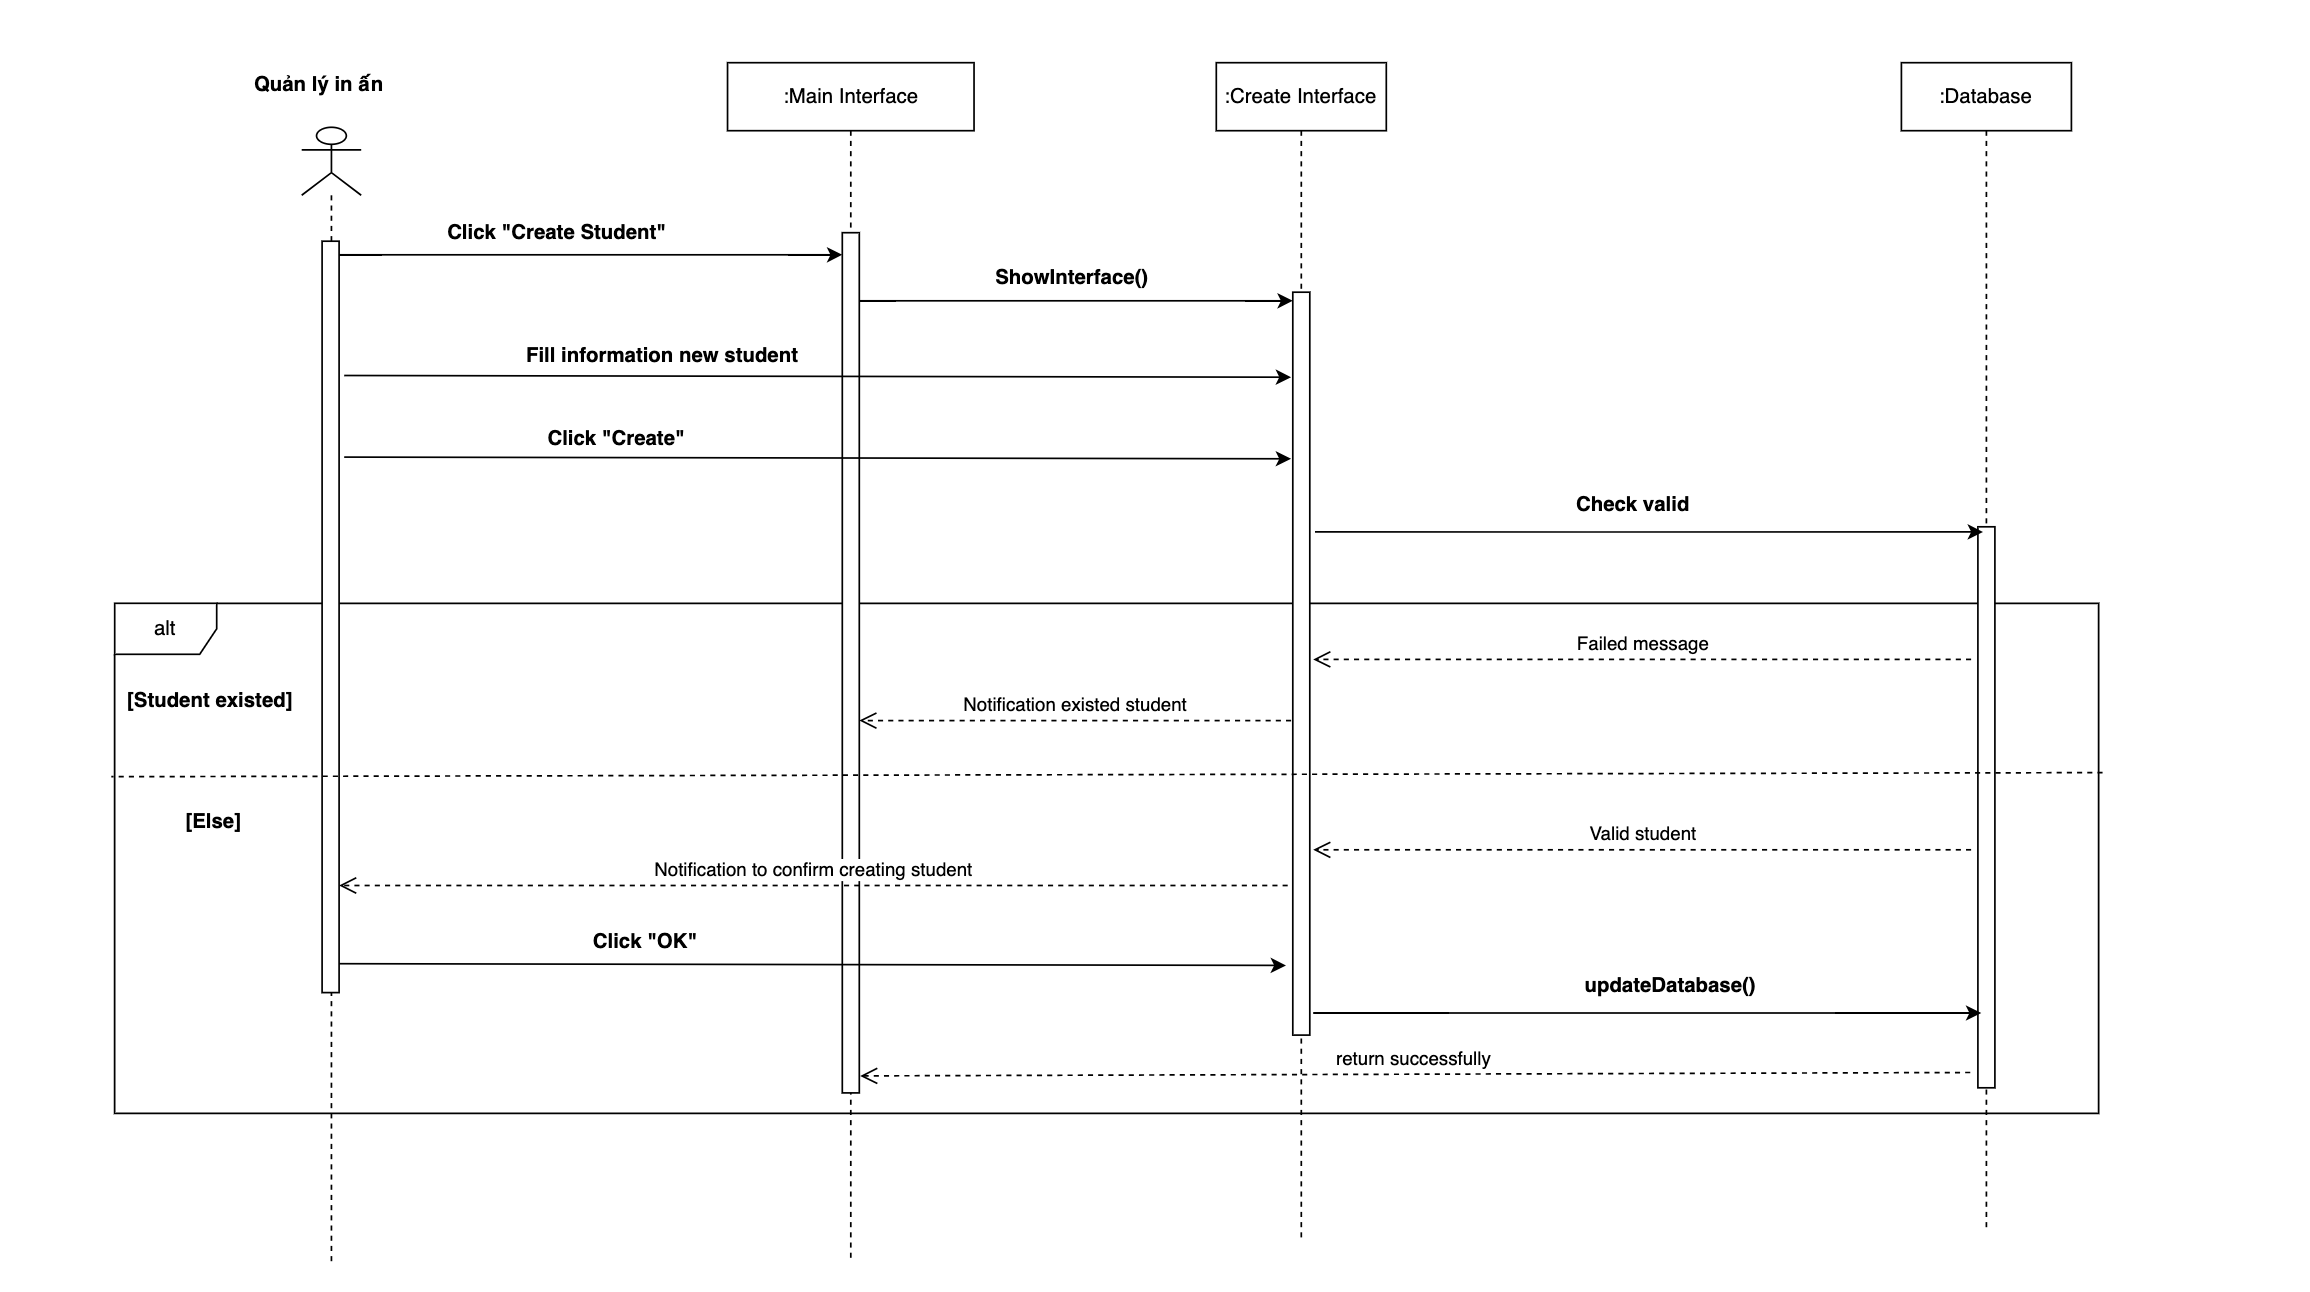 Quản lý in ấn
:Main Interface
:Create Interface
:Database
Click "Create Student"
ShowInterface()
Fill information new student
Click "Create"
Check valid
alt
Failed message
[Student existed]
Notification existed student
[Else]
Valid student
Notification to confirm creating student
Click "OK"
updateDatabase()
return successfully